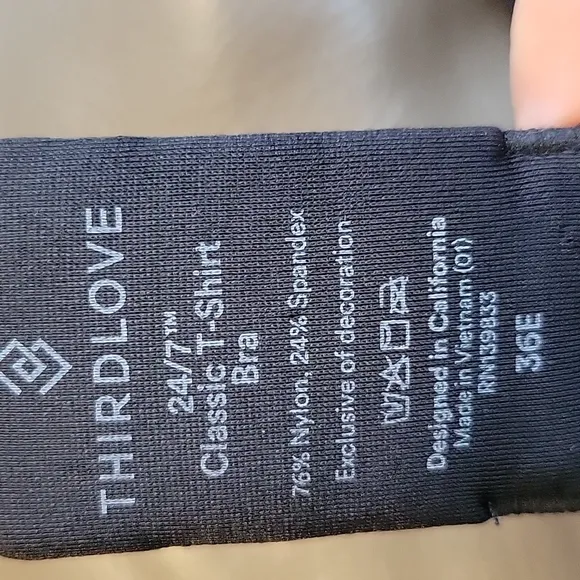 THIRDLOVE
24/7™
Classic T-Shirt
Bra
76% Nylon, 24% Spandex
Exclusive of decoration
Designed in California
Made in Vietnam (01)
RN139833
36E